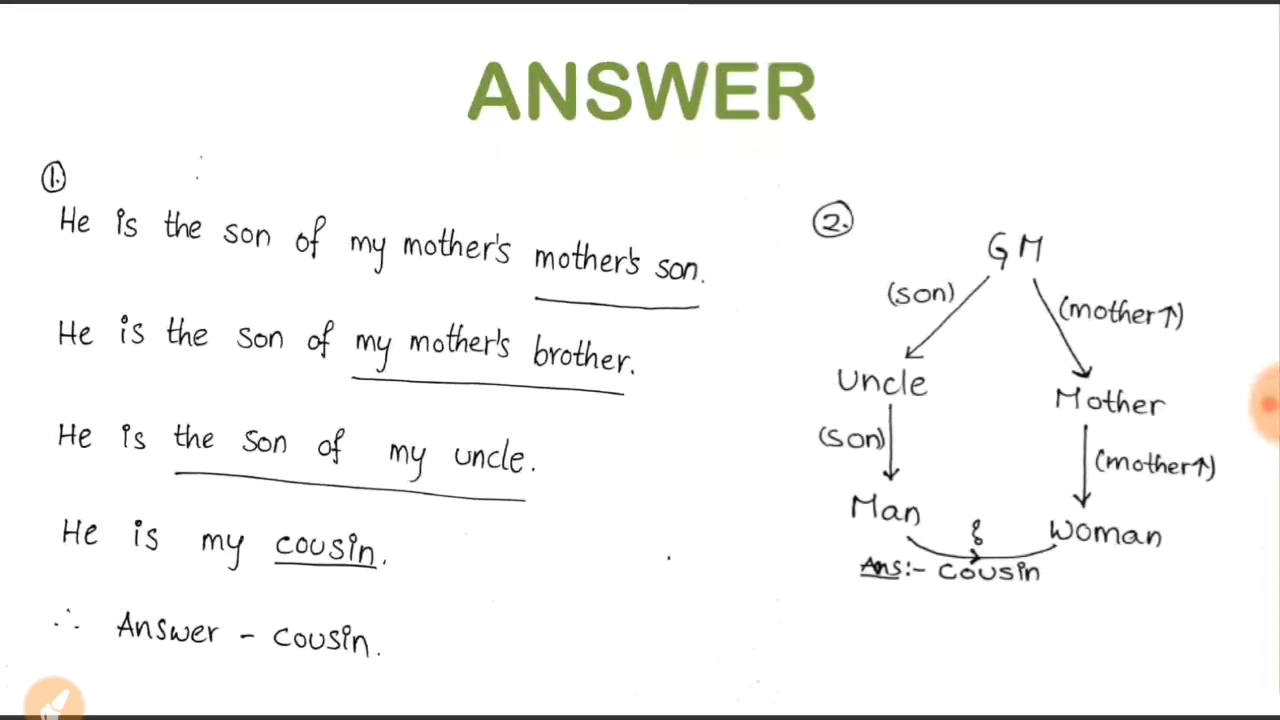 ANSWER
1.
He is the son of my mother's mother's son.
He is the son of my mother's brother.
He is the son of my uncle.
He is my cousin.
∴ Answer - cousin.
2.
GM
(son)
(mother↑)
Uncle
Mother
(son)
(mother↑)
Man
&
Woman
Ans:- cousin